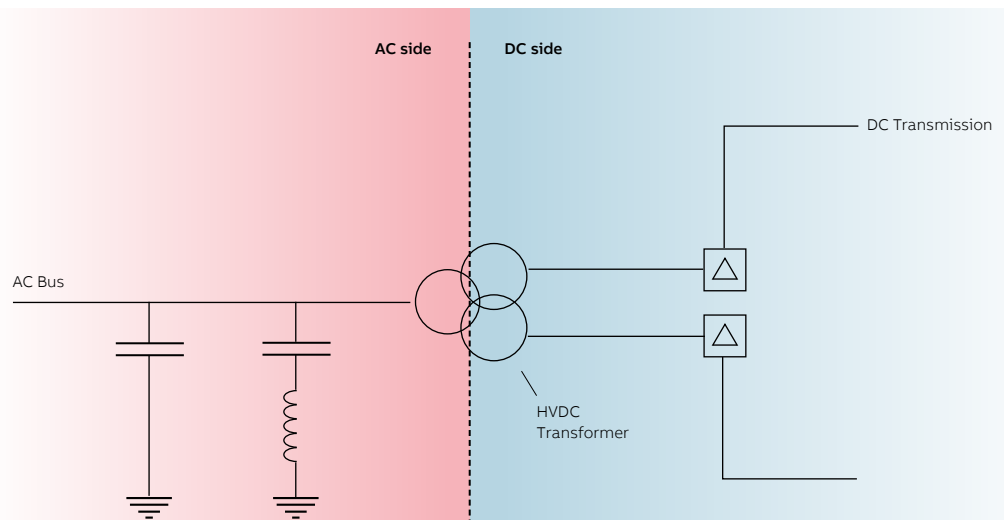 AC side
DC side
DC Transmission
AC Bus
HVDC
Transformer